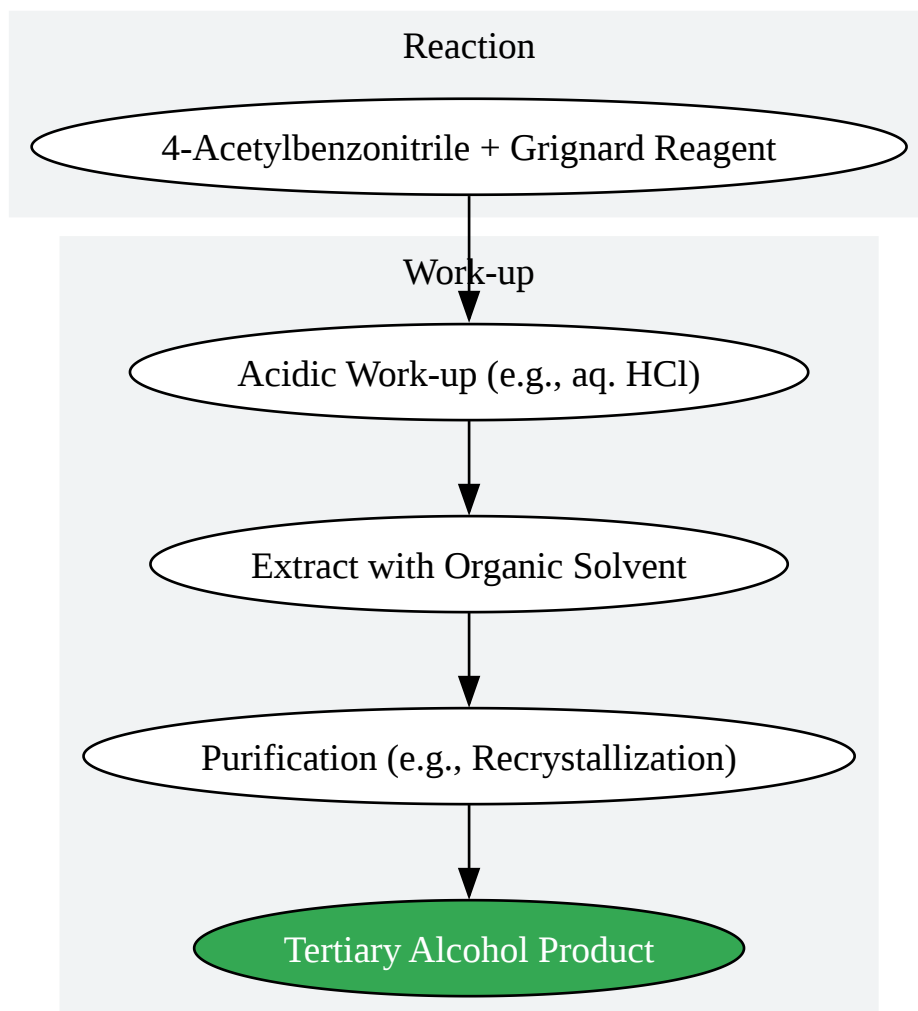 Reaction
4-Acetylbenzonitrile + Grignard Reagent
Work-up
Acidic Work-up (e.g., aq. HCl)
Extract with Organic Solvent
Purification (e.g., Recrystallization)
Tertiary Alcohol Product